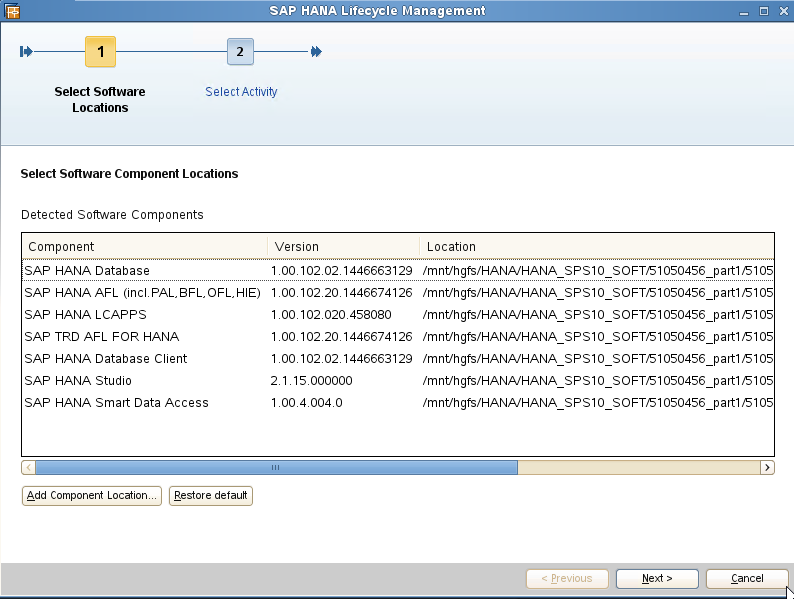 SAP HANA Lifecycle Management
1 2
Select Software Locations
Select Activity
Select Software Component Locations
Detected Software Components
Component Version Location
SAP HANA Database 1.00.102.02.1446663129 /mnt/hgfs/HANA/HANA_SPS10_SOFT/51050456_part1/5105
SAP HANA AFL (incl.PAL,BFL,OFL,HIE) 1.00.102.20.1446674126 /mnt/hgfs/HANA/HANA_SPS10_SOFT/51050456_part1/5105
SAP HANA LCAPPS 1.00.102.020.458080 /mnt/hgfs/HANA/HANA_SPS10_SOFT/51050456_part1/5105
SAP TRD AFL FOR HANA 1.00.102.20.1446674126 /mnt/hgfs/HANA/HANA_SPS10_SOFT/51050456_part1/5105
SAP HANA Database Client 1.00.102.02.1446663129 /mnt/hgfs/HANA/HANA_SPS10_SOFT/51050456_part1/5105
SAP HANA Studio 2.1.15.000000 /mnt/hgfs/HANA/HANA_SPS10_SOFT/51050456_part1/5105
SAP HANA Smart Data Access 1.00.4.004.0 /mnt/hgfs/HANA/HANA_SPS10_SOFT/51050456_part1/5105
Add Component Location... Restore default
< Previous Next > Cancel